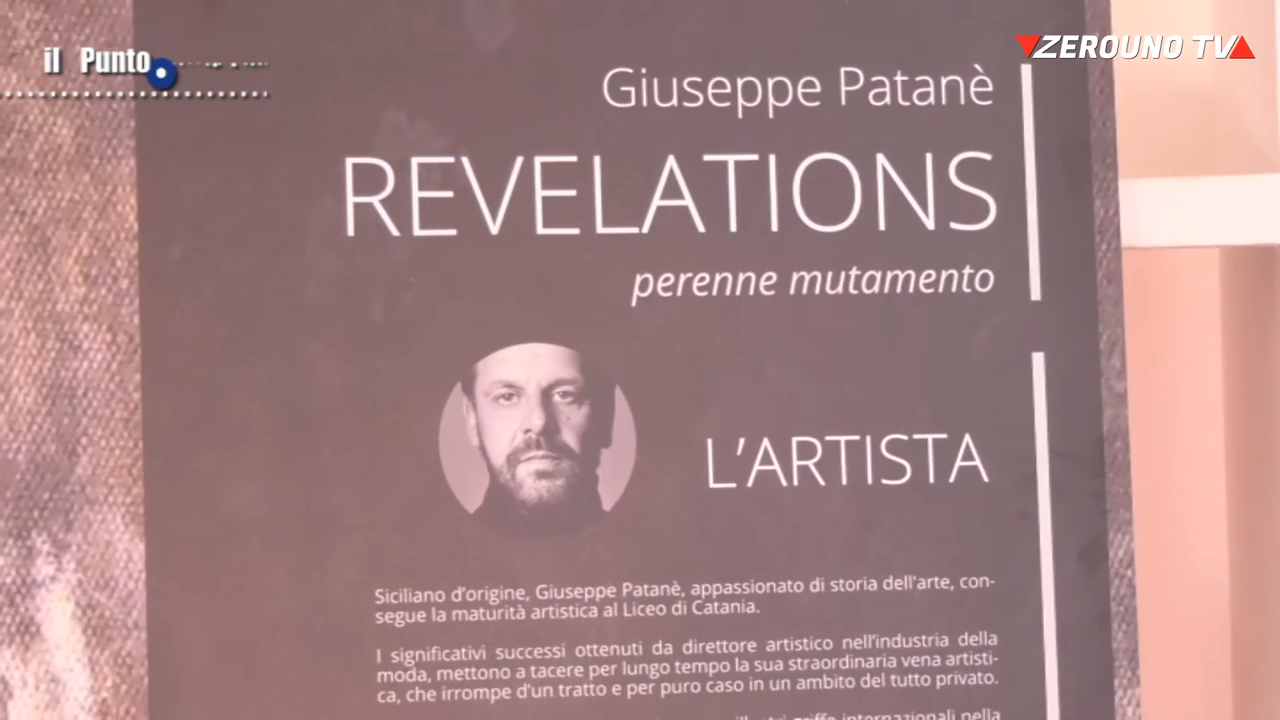 il Punto
ZEROUNO TV
Giuseppe Patanè
REVELATIONS
perenne mutamento
L'ARTISTA
Siciliano d'origine, Giuseppe Patanè, appassionato di storia dell'arte, con-
segue la maturità artistica al Liceo di Catania.
I significativi successi ottenuti da direttore artistico nell'industria della
moda, mettono a tacere per lungo tempo la sua straordinaria vena artisti-
ca, che irrompe d'un tratto e per puro caso in un ambito del tutto privato.
griffe internazionali nella